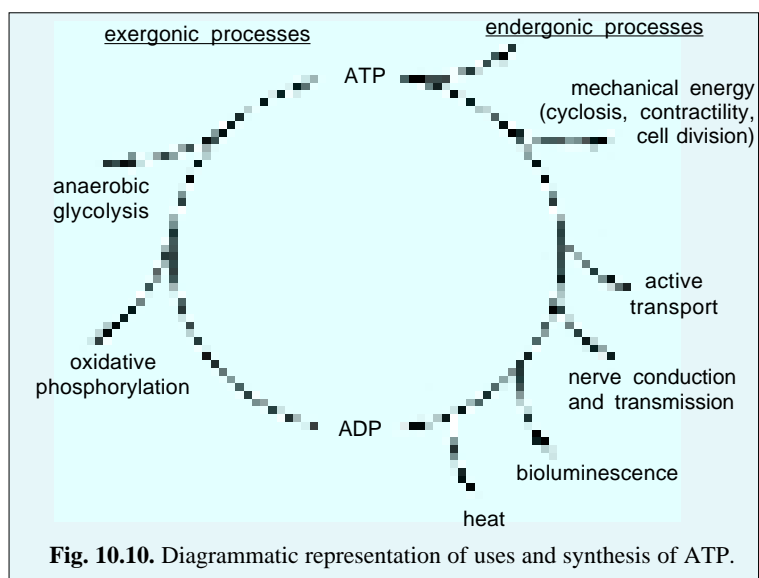 exergonic processes
endergonic processes
ATP
mechanical energy
(cyclosis, contractility,
cell division)
anaerobic
glycolysis
active
transport
oxidative
phosphorylation
nerve conduction
and transmission
ADP
bioluminescence
heat
Fig. 10.10. Diagrammatic representation of uses and synthesis of ATP.